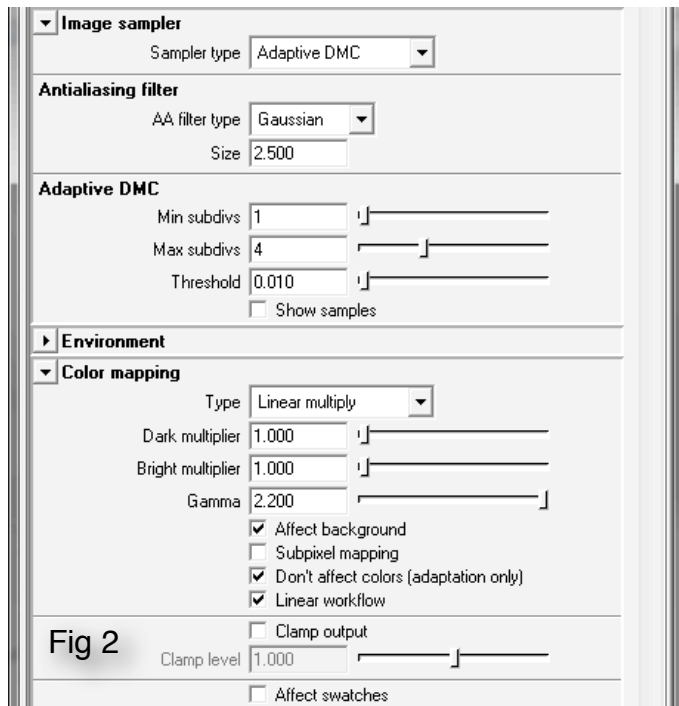 Image sampler
Sampler type Adaptive DMC
Antialiasing filter
AA filter type Gaussian
Size 2.500
Adaptive DMC
Min subdivs 1
Max subdivs 4
Threshold 0.010
Show samples
Environment
Color mapping
Type Linear multiply
Dark multiplier 1.000
Bright multiplier 1.000
Gamma 2.200
Affect background
Subpixel mapping
Don't affect colors (adaptation only)
Linear workflow
Clamp output
Fig 2
Clamp level 1.000
Affect swatches